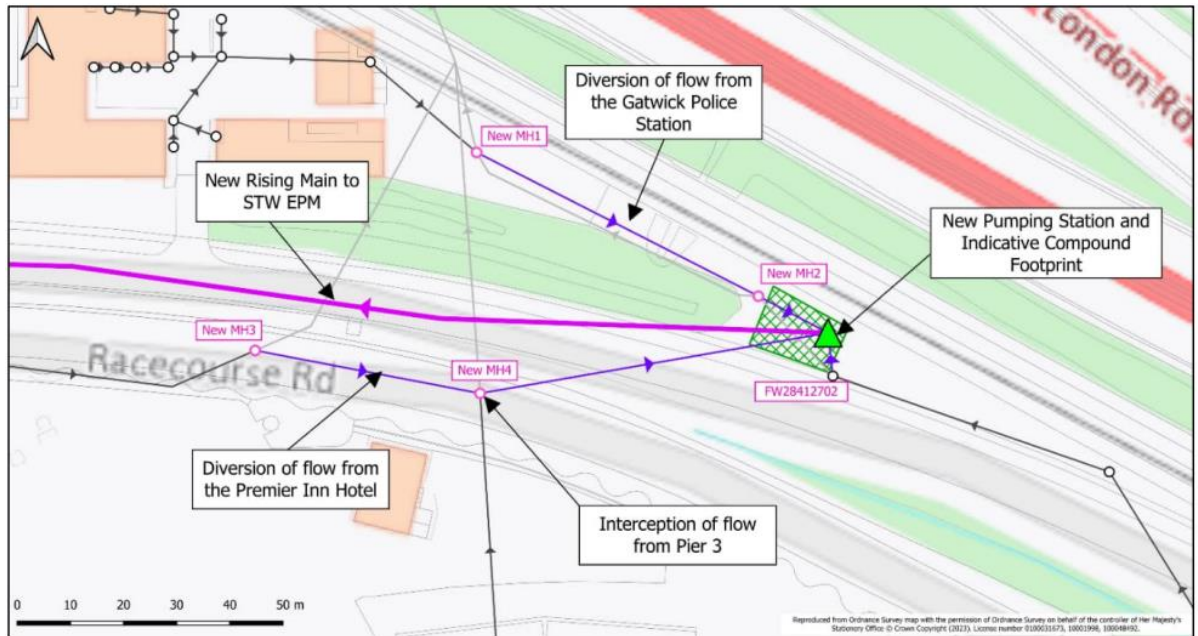 London Rd
Diversion of flow from
the Gatwick Police
Station
New MH1
New Rising Main to
STW EPM
New Pumping Station and
Indicative Compound
Footprint
New MH2
New MH3
Racecourse Rd
New MH4
FW28412702
Diversion of flow from
the Premier Inn Hotel
Interception of flow
from Pier 3
0 10 20 30 40 50 m
Reproduced from Ordnance Survey map with the permission of Ordnance Survey on behalf of the controller of Her Majesty's
Stationery Office © Crown Copyright (2023). License number 0100031673, 10001998, 100048492.